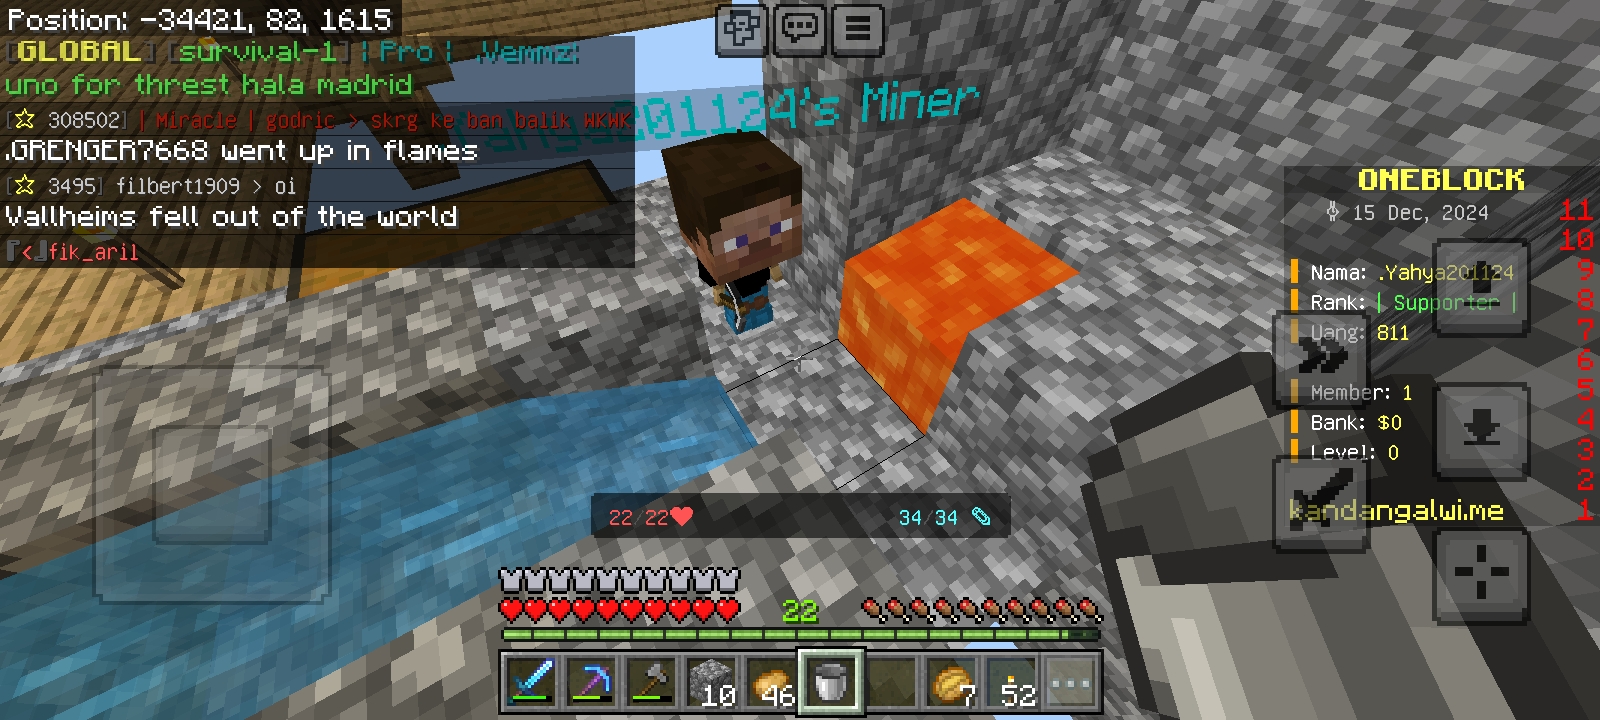 Position: -34421, 82, 1615
[GLOBAL] [survival-1] | Pro | .Vemmz
uno for threst hala madrid
[☆ 308502] | Miracle | godric > skrg ke ban balik WKWK
.GRENGER7668 went up in flames
[☆ 3495] filbert1909 > oi
Vallheims fell out of the world
fik_aril
201124's Miner
ONEBLOCK
15 Dec, 2024
Nama: .Yahya201124
Rank: | Supporter |
Uang: 811
Member: 1
Bank: $0
Level: 0
kandangalwi.me
11
10
9
8
7
6
5
4
3
2
1
22/22
34/34
22
10
46
7
52